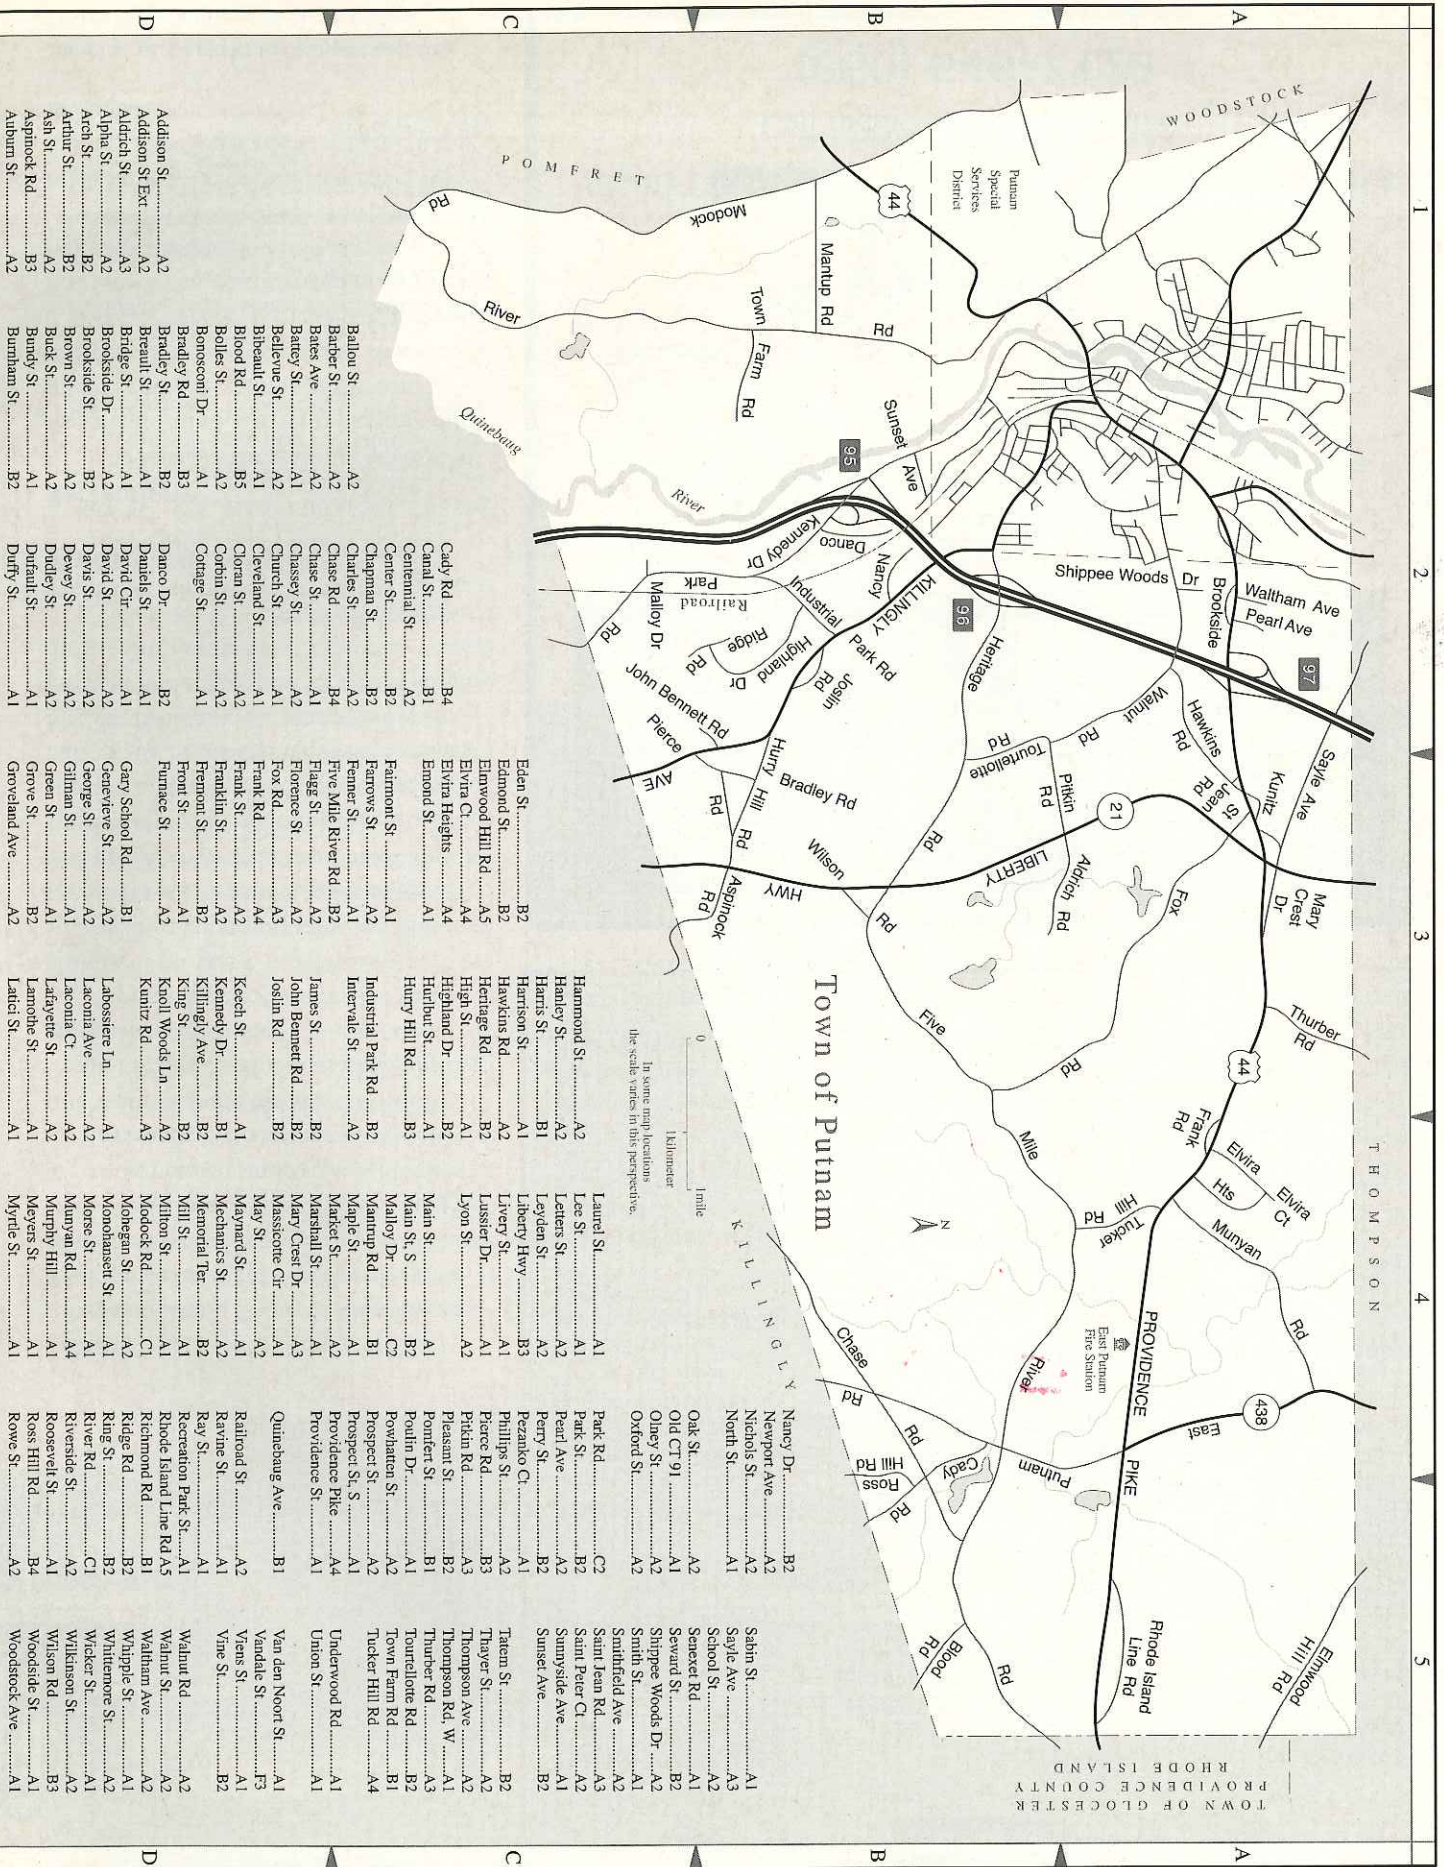 1
2
3
4
5
A
B
C
D
A
B
C
D
WOODSTOCK
POMFRET
THOMPSON
KILLINGLY
TOWN OF GLOCESTER
PROVIDENCE COUNTY
RHODE ISLAND
Town of Putnam
Putnam
Special
Services
District
44
95
96
97
21
44
438
Modock
Rd
Mantup Rd
River
Rd
Town Farm Rd
Quinebaug
River
Sunset Ave
Kennedy Dr
Danco
Nancy
KILLINGLY
AVE
Industrial
Park Rd
Park
Rd
Railroad
Malloy Dr
Ridge
Rd
Highland
Dr
Joslin
Rd
John Bennett Rd
Pierce
Rd
Hurry Hill Rd
Bradley Rd
Shippee Woods Dr
Brookside
Waltham Ave
Pearl Ave
Heritage
Rd
Walnut
Rd
Hawkins
Rd
Tourtellotte
Rd
Pitkin
Rd
St
Jean
Rd
Kunitz
Sayle Ave
Mary
Crest
Dr
LIBERTY
HWY
Wilson
Rd
Aspinock
Rd
Aldrich Rd
Fox
Rd
Thurber
Rd
Five
Mile
River
Rd
Frank
Rd
Elvira
Hts
Elvira
Ct
Munyan
Rd
Tucker
Hill Rd
PROVIDENCE
PIKE
East Putnam
Fire Station
East
Putnam
Rd
Chase
Rd
Cady
Rd
Ross
Hill Rd
Blood
Rd
Rhode Island
Line Rd
Elmwood
Hill Rd
N
0
1kilometer
1mile
In some map locations
the scale varies in this perspective.
Addison St..........A2
Addison St Ext..........A2
Aldrich St..........A3
Alpha St..........A2
Arch St..........B2
Arthur St..........B2
Ash St..........A2
Aspinock Rd..........B3
Auburn St..........A2
Ballou St..........A2
Barber St..........A2
Bates Ave..........A2
Battey St..........A1
Bellevue St..........A2
Bibeault St..........A1
Blood Rd..........B5
Bolles St..........A2
Bonosconi Dr..........A1
Bradley Rd..........B3
Bradley St..........B2
Breault St..........A1
Bridge St..........A1
Brookside Dr..........A2
Brookside St..........B2
Brown St..........A2
Buck St..........A2
Bundy St..........A1
Burnham St..........B2
Cady Rd..........B4
Canal St..........B1
Centennial St..........A2
Center St..........B2
Chapman St..........B2
Charles St..........A2
Chase Rd..........B4
Chase St..........A1
Chassey St..........A2
Church St..........A1
Cleveland St..........A1
Cloran St..........A2
Corbin St..........A2
Cottage St..........A1
Danco Dr..........B2
Daniels St..........A1
David Cir..........A1
David St..........A2
Davis St..........A2
Dewey St..........A2
Dudley St..........A2
Dufault St..........A1
Duffy St..........A1
Eden St..........B2
Edmond St..........B2
Elmwood Hill Rd..........A5
Elvira Ct..........A4
Elvira Heights..........A4
Emond St..........A1
Fairmont St..........A1
Farrows St..........A2
Fenner St..........A1
Five Mile River Rd..........B2
Flagg St..........A2
Florence St..........A2
Fox Rd..........A3
Frank Rd..........A4
Frank St..........A2
Franklin St..........A2
Fremont St..........B2
Front St..........A1
Furnace St..........A2
Gary School Rd..........B1
Genevieve St..........A2
George St..........A2
Gilman St..........A1
Green St..........A1
Grove St..........B2
Groveland Ave..........A2
Hammond St..........A2
Hanley St..........A2
Harris St..........B1
Harrison St..........A1
Hawkins Rd..........A2
Heritage Rd..........B2
High St..........A1
Highland Dr..........B2
Hurlbut St..........A1
Hurry Hill Rd..........B3
Industrial Park Rd..........B2
Intervale St..........A2
James St..........B2
John Bennett Rd..........B2
Joslin Rd..........B2
Keech St..........A1
Kennedy Dr..........B1
Killingly Ave..........B2
King St..........B2
Knoll Woods Ln..........A2
Kunitz Rd..........A3
Labossiere Ln..........A1
Laconia Ave..........A2
Laconia Ct..........A2
Lafayette St..........A2
Lamothe St..........A1
Latici St..........A1
Laurel St..........A1
Lee St..........A1
Letters St..........A2
Leyden St..........A2
Liberty Hwy..........B3
Livery St..........A1
Lussier Dr..........A1
Lyon St..........A2
Main St..........A1
Main St, S..........B2
Malloy Dr..........C2
Mantrup Rd..........B1
Maple St..........A1
Market St..........A2
Marshall St..........A1
Mary Crest Dr..........A3
Massicotte Cir..........A1
May St..........A2
Maynard St..........A1
Mechanics St..........A2
Memorial Ter..........B2
Mill St..........A1
Milton St..........A1
Modock Rd..........C1
Mohegan St..........A2
Monohansett St..........A1
Morse St..........A1
Munyan Rd..........A4
Murphy Hill..........A1
Meyers St..........A1
Myrtle St..........A1
Nancy Dr..........B2
Newport Ave..........A2
Nichols St..........A2
North St..........A1
Oak St..........A2
Old CT 91..........A1
Olney St..........A2
Oxford St..........A2
Park Rd..........C2
Park St..........B2
Pearl Ave..........A2
Perry St..........B2
Pezanko Ct..........A1
Phillips St..........A2
Pierce Rd..........B3
Pitkin Rd..........A3
Pleasant St..........B2
Pomfert St..........B1
Poulin Dr..........A1
Powhatten St..........A2
Prospect St..........A2
Prospect St, S..........A1
Providence Pike..........A4
Providence St..........A1
Quinebaug Ave..........B1
Railroad St..........A2
Ravine St..........A1
Ray St..........A1
Recreation Park St..........A1
Rhode Island Line Rd A5
Richmond Rd..........B1
Ridge Rd..........B2
Ring St..........B2
River Rd..........C1
Riverside St..........A2
Roosevelt St..........A1
Ross Hill Rd..........B4
Rowe St..........A2
Sabin St..........A1
Sayle Ave..........A3
School St..........A2
Senexet Rd..........A1
Seward St..........B2
Shippee Woods Dr..........A2
Smith St..........A1
Smithfield Ave..........A2
Saint Jean Rd..........A3
Saint Peter Ct..........A2
Sunnyside Ave..........A1
Sunset Ave..........B2
Tatem St..........B2
Thayer St..........A2
Thompson Ave..........A2
Thompson Rd, W..........A1
Thurber Rd..........A3
Tourtellotte Rd..........B2
Town Farm Rd..........B1
Tucker Hill Rd..........A4
Underwood Rd..........A1
Union St..........A1
Van den Noort St..........A1
Vandale St..........F3
Viens St..........A1
Vine St..........B2
Walnut Rd..........A2
Walnut St..........A2
Waltham Ave..........A2
Whipple St..........A1
Whittemore St..........A2
Wicker St..........A1
Wilkinson St..........A2
Wilson Rd..........B3
Woodside St..........A1
Woodstock Ave..........A1